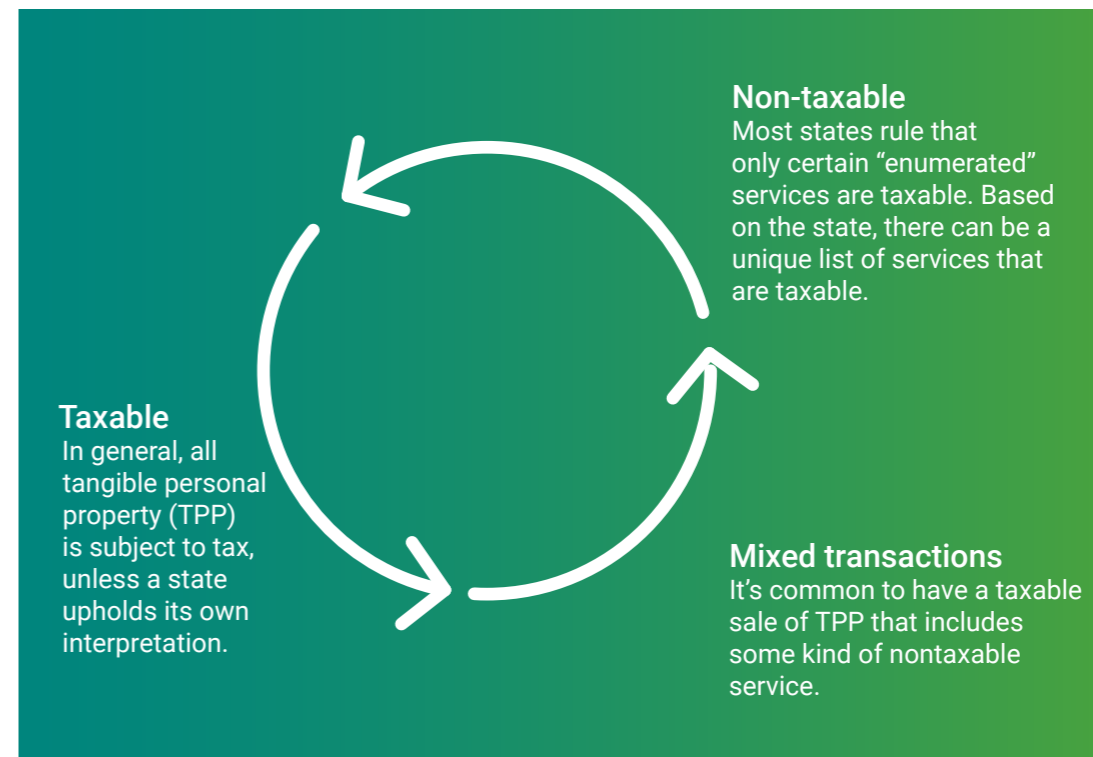 Non-taxable
Most states rule that
only certain “enumerated”
services are taxable. Based
on the state, there can be a
unique list of services that
are taxable.
Taxable
In general, all
tangible personal
property (TPP)
is subject to tax,
unless a state
upholds its own
interpretation.
Mixed transactions
It’s common to have a taxable
sale of TPP that includes
some kind of nontaxable
service.